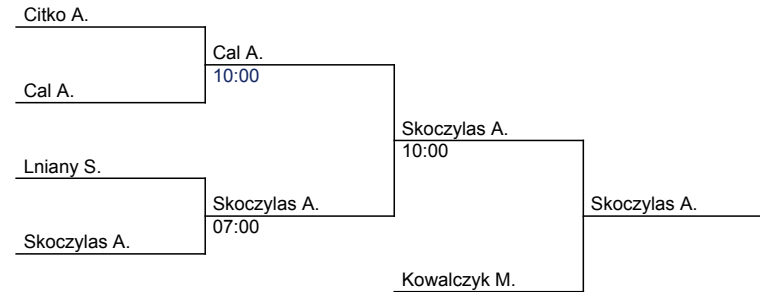 Citko A.
Cal A.
10:00
Cal A.
Skoczylas A.
10:00
Lniany S.
Skoczylas A.
Skoczylas A.
07:00
Skoczylas A.
Kowalczyk M.